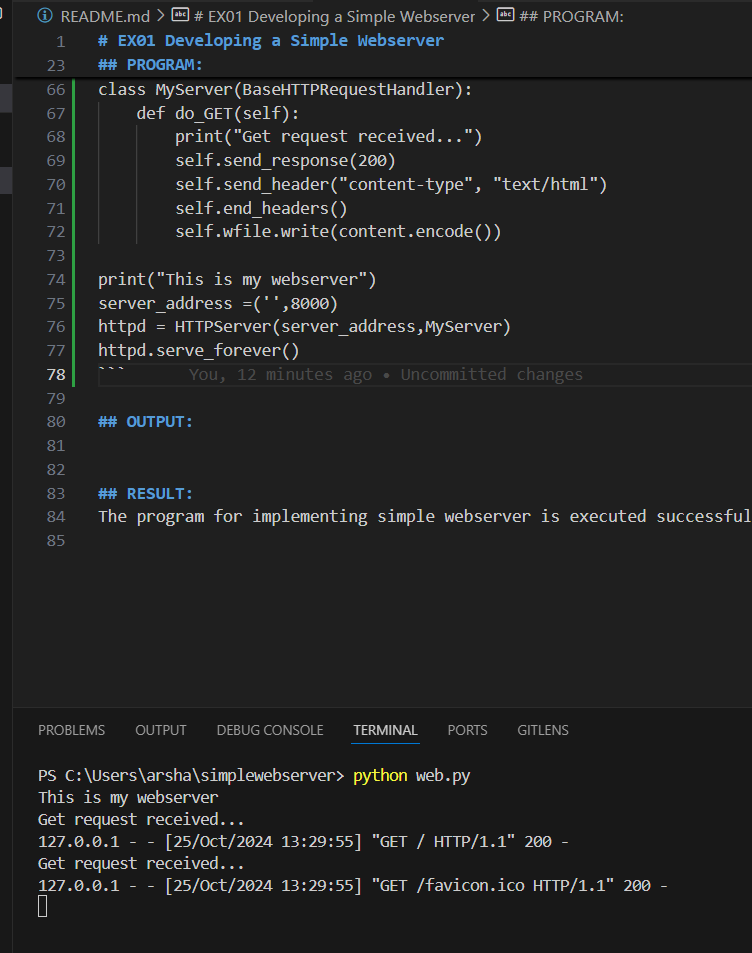 README.md > # EX01 Developing a Simple Webserver > ## PROGRAM:
1 # EX01 Developing a Simple Webserver
23 ## PROGRAM:
66 class MyServer(BaseHTTPRequestHandler):
67     def do_GET(self):
68         print("Get request received...")
69         self.send_response(200)
70         self.send_header("content-type", "text/html")
71         self.end_headers()
72         self.wfile.write(content.encode())
73
74 print("This is my webserver")
75 server_address =('',8000)
76 httpd = HTTPServer(server_address,MyServer)
77 httpd.serve_forever()
78 ```       You, 12 minutes ago • Uncommitted changes
79
80 ## OUTPUT:
81
82
83 ## RESULT:
84 The program for implementing simple webserver is executed successful
85
PROBLEMS OUTPUT DEBUG CONSOLE TERMINAL PORTS GITLENS
PS C:\Users\arsha\simplewebserver> python web.py
This is my webserver
Get request received...
127.0.0.1 - - [25/Oct/2024 13:29:55] "GET / HTTP/1.1" 200 -
Get request received...
127.0.0.1 - - [25/Oct/2024 13:29:55] "GET /favicon.ico HTTP/1.1" 200 -